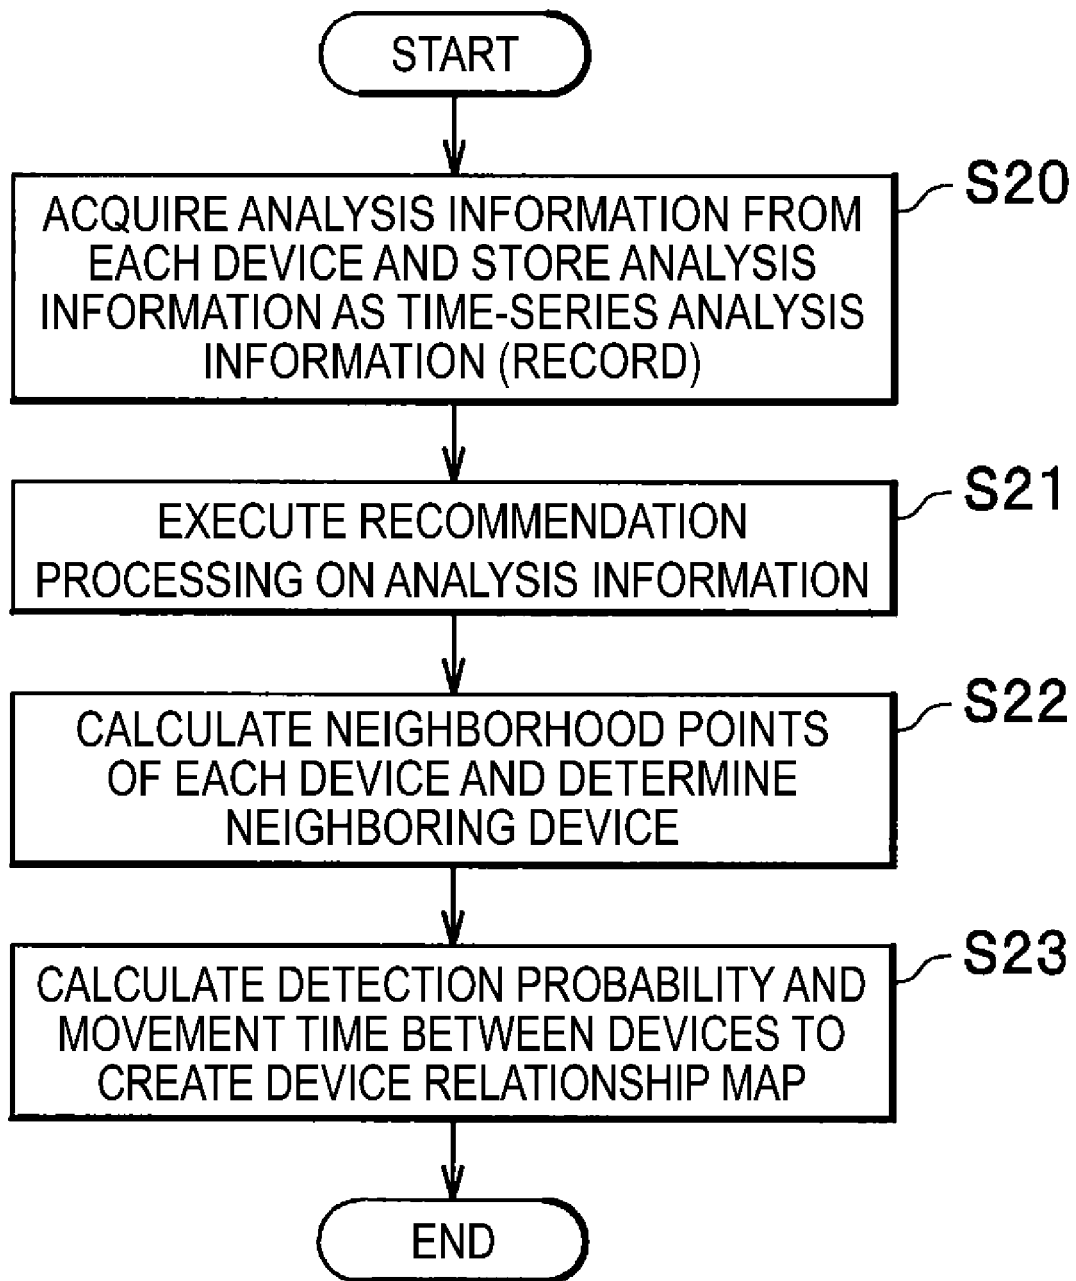 START
S20
ACQUIRE ANALYSIS INFORMATION FROM
EACH DEVICE AND STORE ANALYSIS
INFORMATION AS TIME-SERIES ANALYSIS
INFORMATION (RECORD)
S21
EXECUTE RECOMMENDATION
PROCESSING ON ANALYSIS INFORMATION
S22
CALCULATE NEIGHBORHOOD POINTS
OF EACH DEVICE AND DETERMINE
NEIGHBORING DEVICE
S23
CALCULATE DETECTION PROBABILITY AND
MOVEMENT TIME BETWEEN DEVICES TO
CREATE DEVICE RELATIONSHIP MAP
END